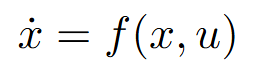 ẋ = f(x, u)